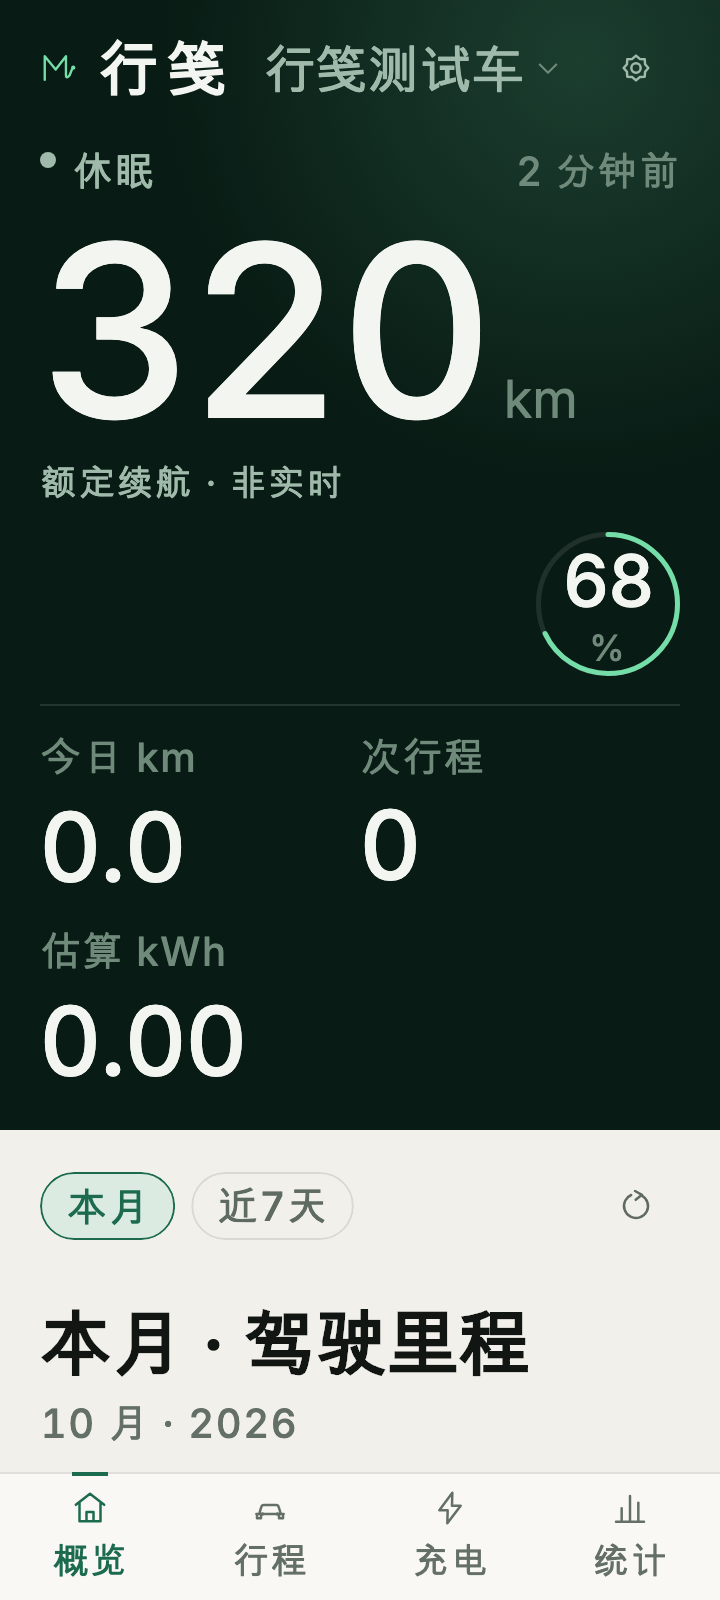 行笺 行笺测试车
休眠 2 分钟前
320 km
额定续航 · 非实时
68
%
今日 km 次行程
0.0 0
估算 kWh
0.00
本月 近7天
本月 · 驾驶里程
10 月 · 2026
概览 行程 充电 统计